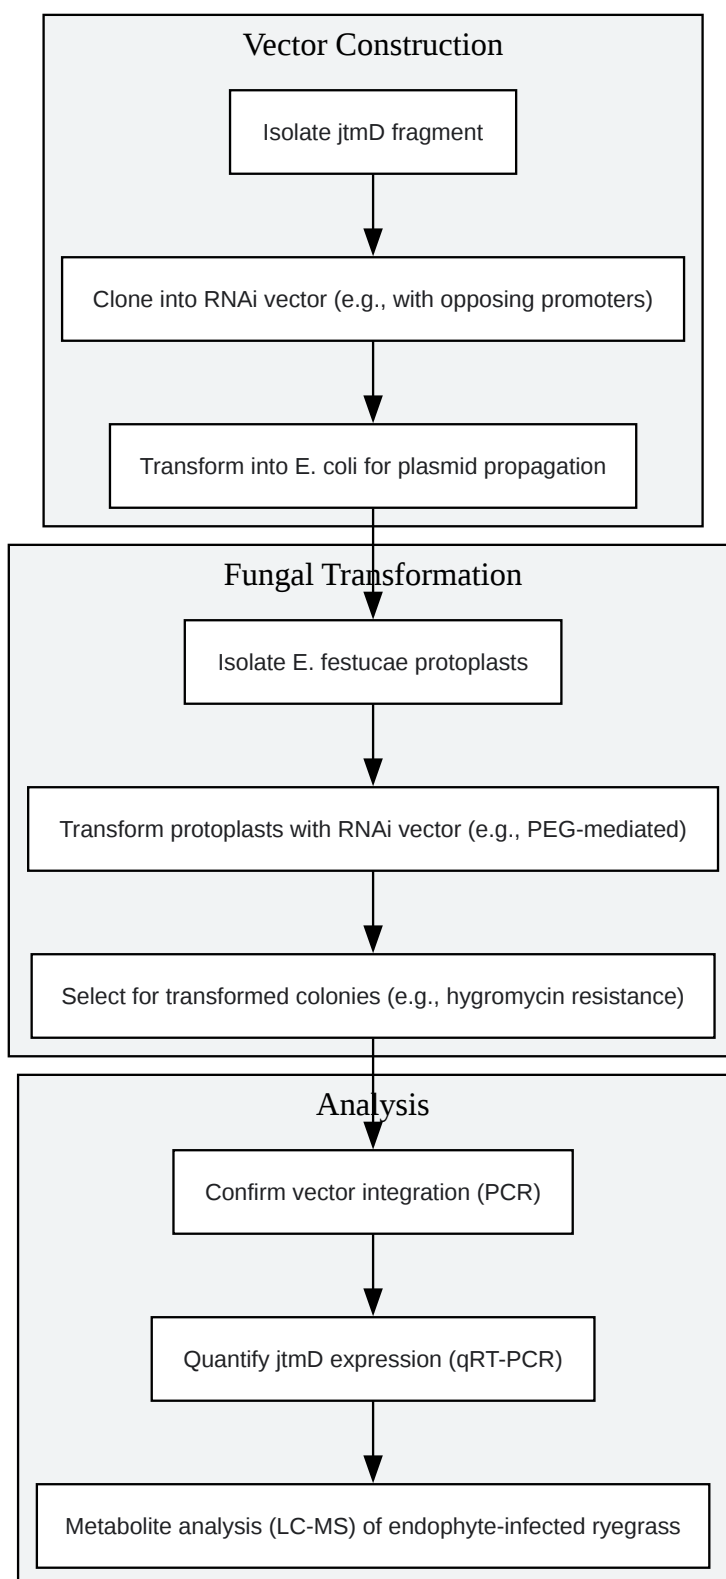 Vector Construction
Isolate jtmD fragment
Clone into RNAi vector (e.g., with opposing promoters)
Transform into E. coli for plasmid propagation
Fungal Transformation
Isolate E. festucae protoplasts
Transform protoplasts with RNAi vector (e.g., PEG-mediated)
Select for transformed colonies (e.g., hygromycin resistance)
Analysis
Confirm vector integration (PCR)
Quantify jtmD expression (qRT-PCR)
Metabolite analysis (LC-MS) of endophyte-infected ryegrass